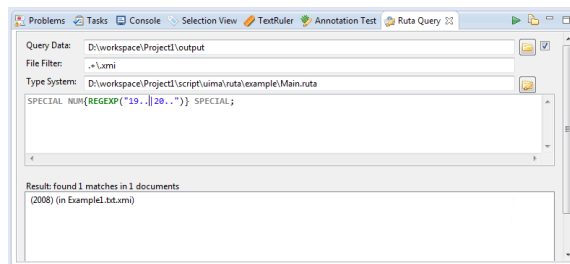 Problems Tasks Console Selection View TextRuler Annotation Test Ruta Query
Query Data: D:\workspace\Project1\output
File Filter: .+\.xmi
Type System: D:\workspace\Project1\script\uima\ruta\example\Main.ruta
SPECIAL NUM{REGEXP("19..|20..")} SPECIAL;
Result: found 1 matches in 1 documents
(2008) (in Example1.txt.xmi)